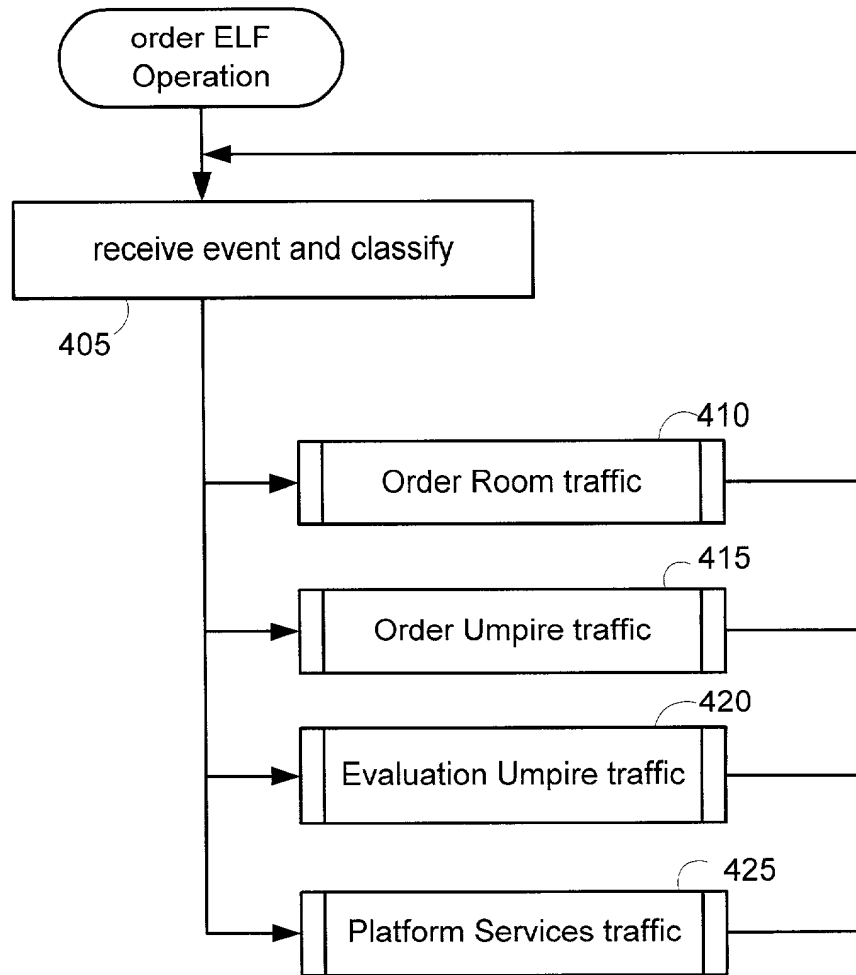 order ELF
Operation
receive event and classify
405
410
Order Room traffic
415
Order Umpire traffic
420
Evaluation Umpire traffic
425
Platform Services traffic